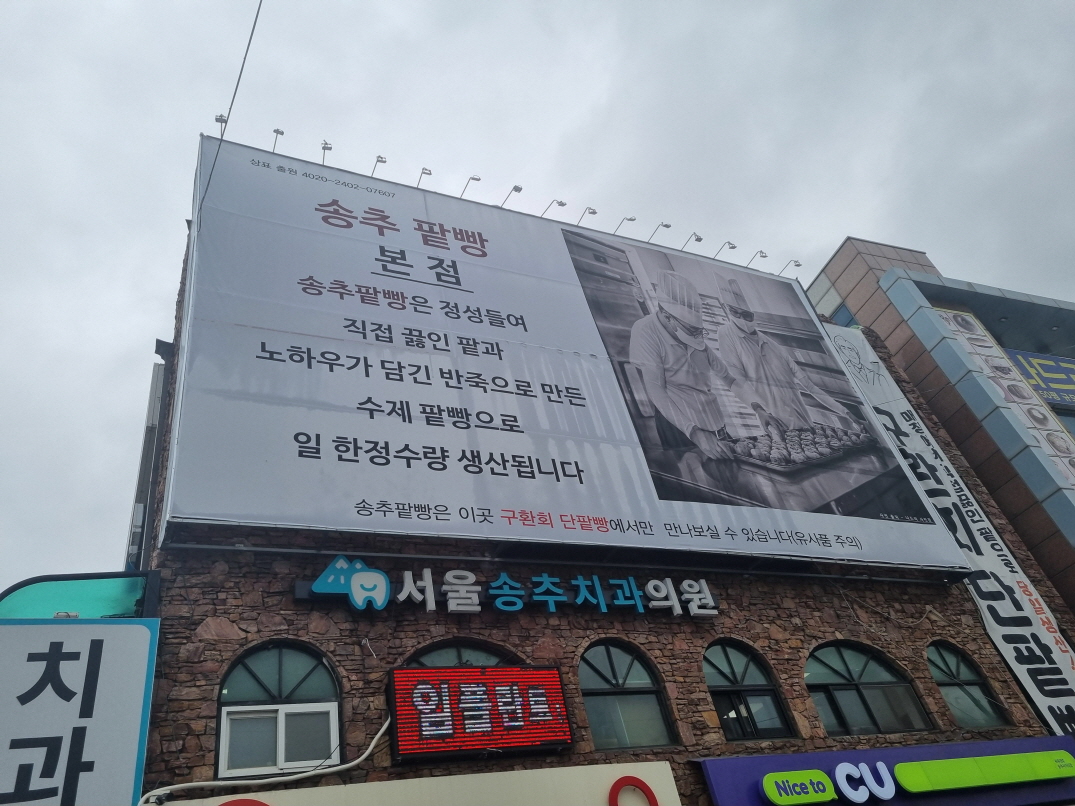 상표 출원 4020-2402-07607
송추 팥빵
본점
송추팥빵은 정성들여
직접 끓인 팥과
노하우가 담긴 반죽으로 만든
수제 팥빵으로
일 한정수량 생산됩니다
송추팥빵은 이곳 구환회 단팥빵에서만 만나보실 수 있습니다(유사품 주의)
서울송추치과의원
임플란트
치
과
Nice to CU
단팥